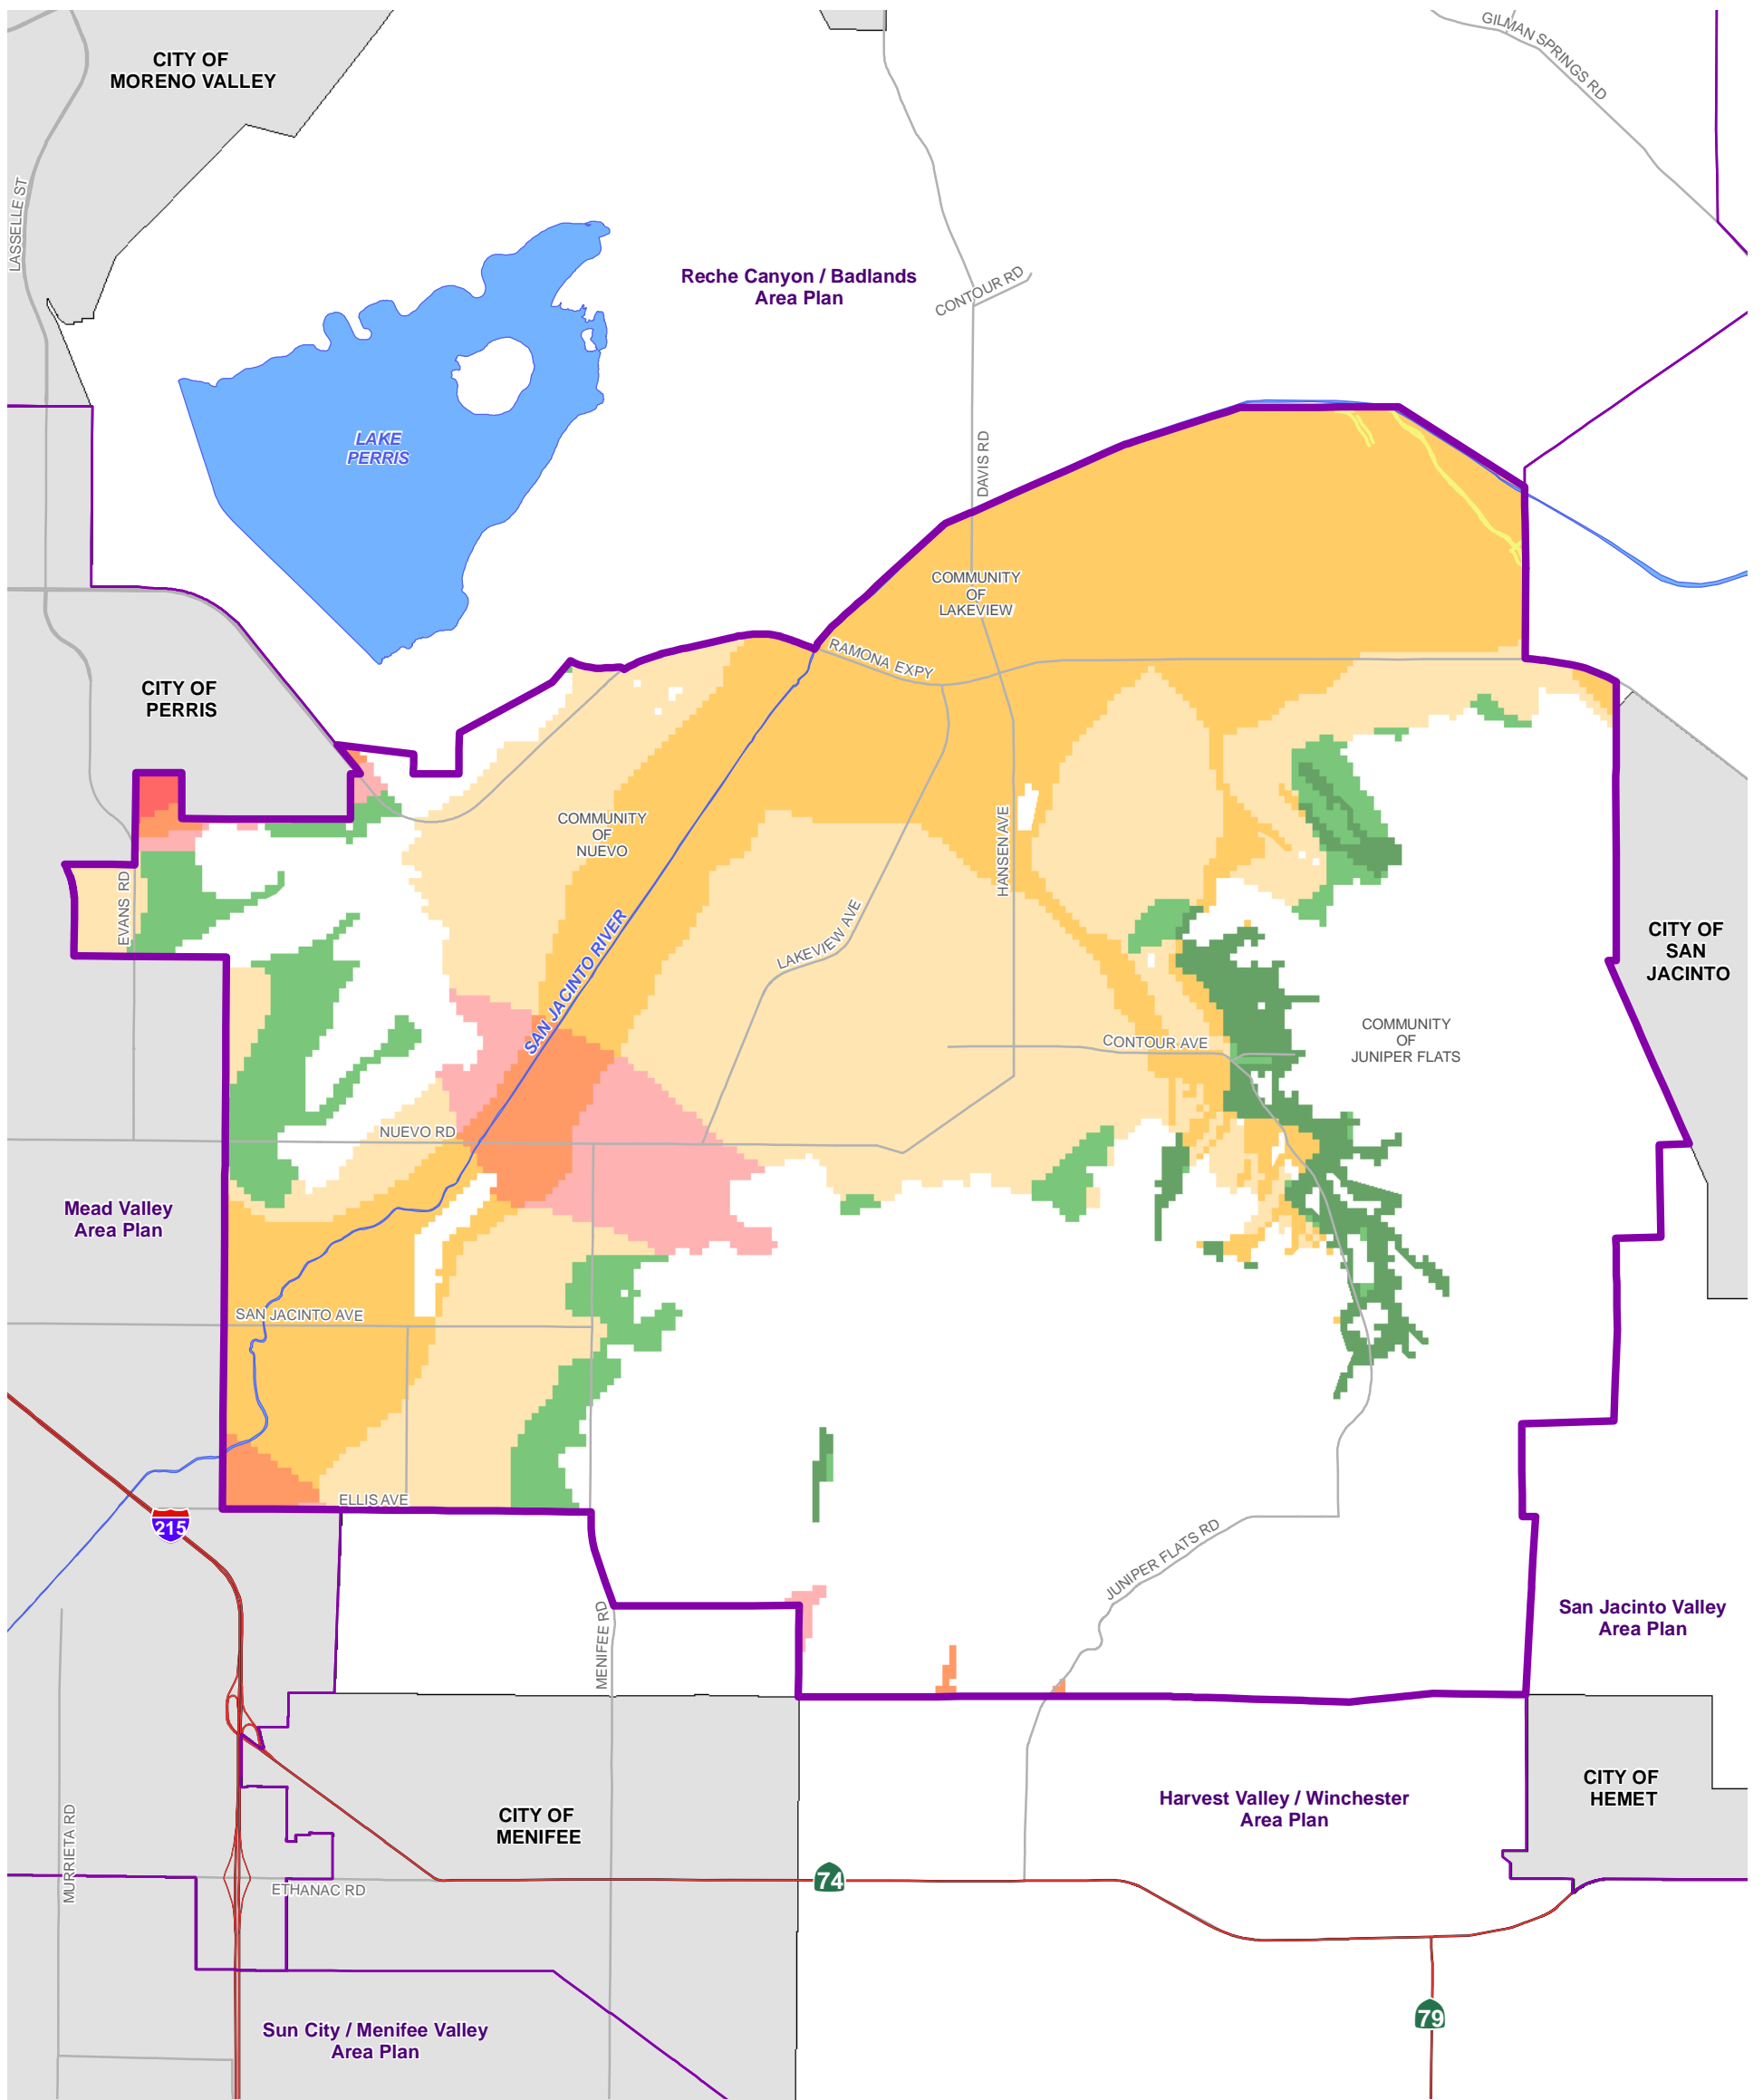 GILMAN SPRINGS RD
CITY OF
MORENO VALLEY
LASSELLE ST
Reche Canyon / Badlands
Area Plan
CONTOUR RD
LAKE
PERRIS
DAVIS RD
COMMUNITY
OF
LAKEVIEW
RAMONA EXPY
CITY OF
PERRIS
COMMUNITY
OF
NUEVO
HANSEN AVE
EVANS RD
LAKEVIEW AVE
SAN JACINTO RIVER
CITY OF
SAN
JACINTO
COMMUNITY
OF
JUNIPER FLATS
CONTOUR AVE
NUEVO RD
Mead Valley
Area Plan
SAN JACINTO AVE
ELLIS AVE
215
JUNIPER FLATS RD
MENIFEE RD
San Jacinto Valley
Area Plan
CITY OF
HEMET
Harvest Valley / Winchester
Area Plan
CITY OF
MENIFEE
MURRIETA RD
74
ETHANAC RD
79
Sun City / Menifee Valley
Area Plan